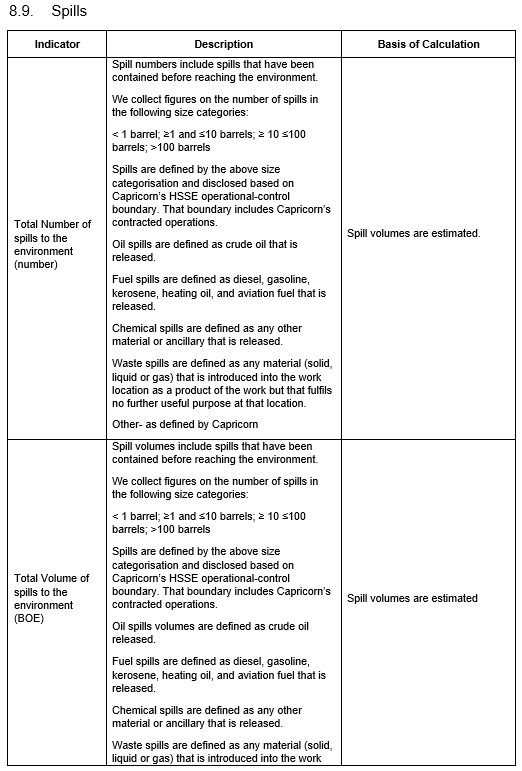 8.9. Spills
Indicator
Description
Basis of Calculation
Total Number of
spills to the
environment
(number)
Spill numbers include spills that have been
contained before reaching the environment.
We collect figures on the number of spills in
the following size categories:
< 1 barrel; ≥1 and ≤10 barrels; ≥ 10 ≤100
barrels; >100 barrels
Spills are defined by the above size
categorisation and disclosed based on
Capricorn's HSSE operational-control
boundary. That boundary includes Capricorn's
contracted operations.
Oil spills are defined as crude oil that is
released.
Fuel spills are defined as diesel, gasoline,
kerosene, heating oil, and aviation fuel that is
released.
Chemical spills are defined as any other
material or ancillary that is released.
Waste spills are defined as any material (solid,
liquid or gas) that is introduced into the work
location as a product of the work but that fulfils
no further useful purpose at that location.
Other- as defined by Capricorn
Spill volumes are estimated.
Total Volume of
spills to the
environment
(BOE)
Spill volumes include spills that have been
contained before reaching the environment.
We collect figures on the number of spills in
the following size categories:
< 1 barrel; ≥1 and ≤10 barrels; ≥ 10 ≤100
barrels; >100 barrels
Spills are defined by the above size
categorisation and disclosed based on
Capricorn's HSSE operational-control
boundary. That boundary includes Capricorn's
contracted operations.
Oil spills volumes are defined as crude oil
released.
Fuel spills are defined as diesel, gasoline,
kerosene, heating oil, and aviation fuel that is
released.
Chemical spills are defined as any other
material or ancillary that is released.
Waste spills are defined as any material (solid,
liquid or gas) that is introduced into the work
Spill volumes are estimated